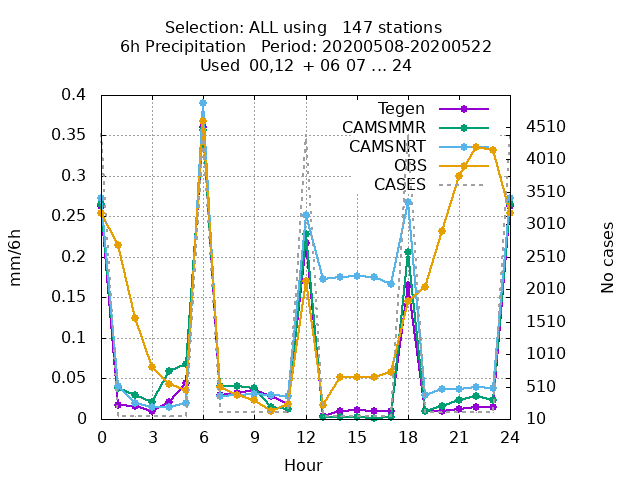 Selection: ALL using   147 stations
6h Precipitation   Period: 20200508-20200522
Used  00,12  + 06 07 ... 24
Tegen
CAMSMMR
CAMSNRT
OBS
CASES
0.4
0.35
0.3
0.25
0.2
0.15
0.1
0.05
0
mm/6h
4510
4010
3510
3010
2510
2010
1510
1010
510
10
No cases
0 3 6 9 12 15 18 21 24
Hour